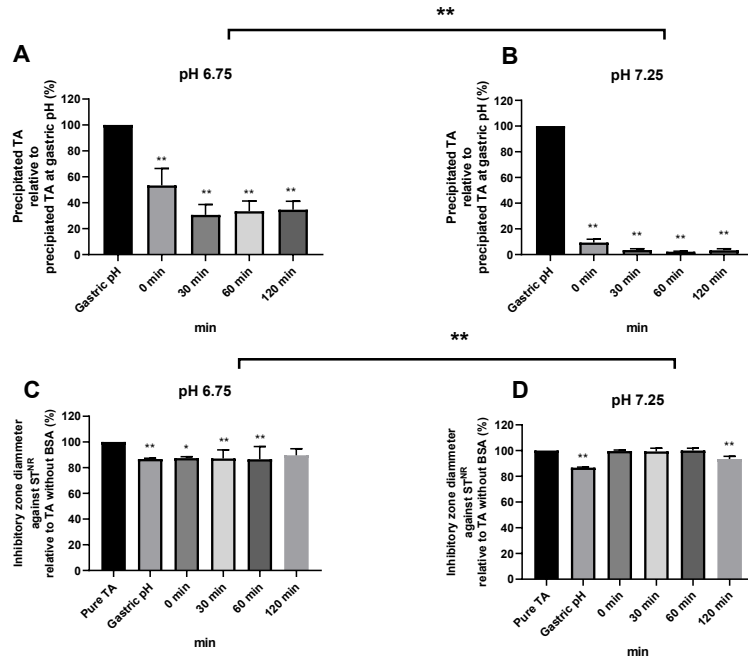 **
A
pH 6.75
Precipitated TA
relative to
precipiated TA at gastric pH (%)
120
100
80
60
40
20
0
**
**
**
**
Gastric pH
0 min
30 min
60 min
120 min
min
B
pH 7.25
Precipitated TA
relative to
precipitated TA at gastric pH (%)
120
100
80
60
40
20
0
**
**
**
**
Gastric pH
0 min
30 min
60 min
120 min
min
**
C
pH 6.75
Inhibitory zone diammeter
against STNR
relative to TA without BSA (%)
120
100
80
60
40
20
0
**
*
**
**
Pure TA
Gastric pH
0 min
30 min
60 min
120 min
min
D
pH 7.25
Inhibitory zone diammeter
against STNR
relative to TA without BSA (%)
120
100
80
60
40
20
0
**
**
Pure TA
Gastric pH
0 min
30 min
60 min
120 min
min